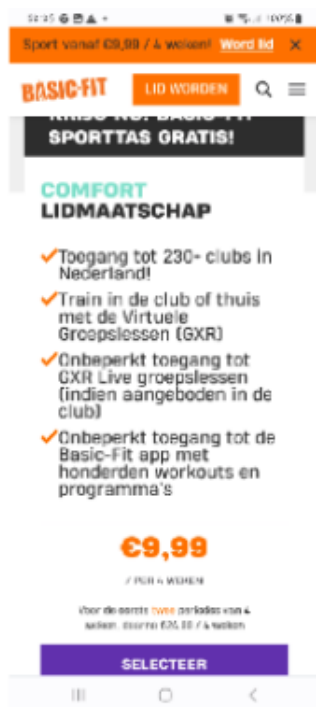 Sport vanaf €9,99 / 4 weken! Word lid ×
BASIC-FIT LID WORDEN
SPORTTAS GRATIS!
COMFORT
LIDMAATSCHAP
Toegang tot 230+ clubs in
Nederland!
Train in de club of thuis
met de Virtuele
Groepslessen (GXR)
Onbeperkt toegang tot
GXR Live groepslessen
(indien aangeboden in de
club)
Onbeperkt toegang tot de
Basic-Fit app met
honderden workouts en
programma's
€9,99
/ PER 4 WEKEN
Voor de eerste twee periodes van 4
weken, daarna / 4 weken
SELECTEER